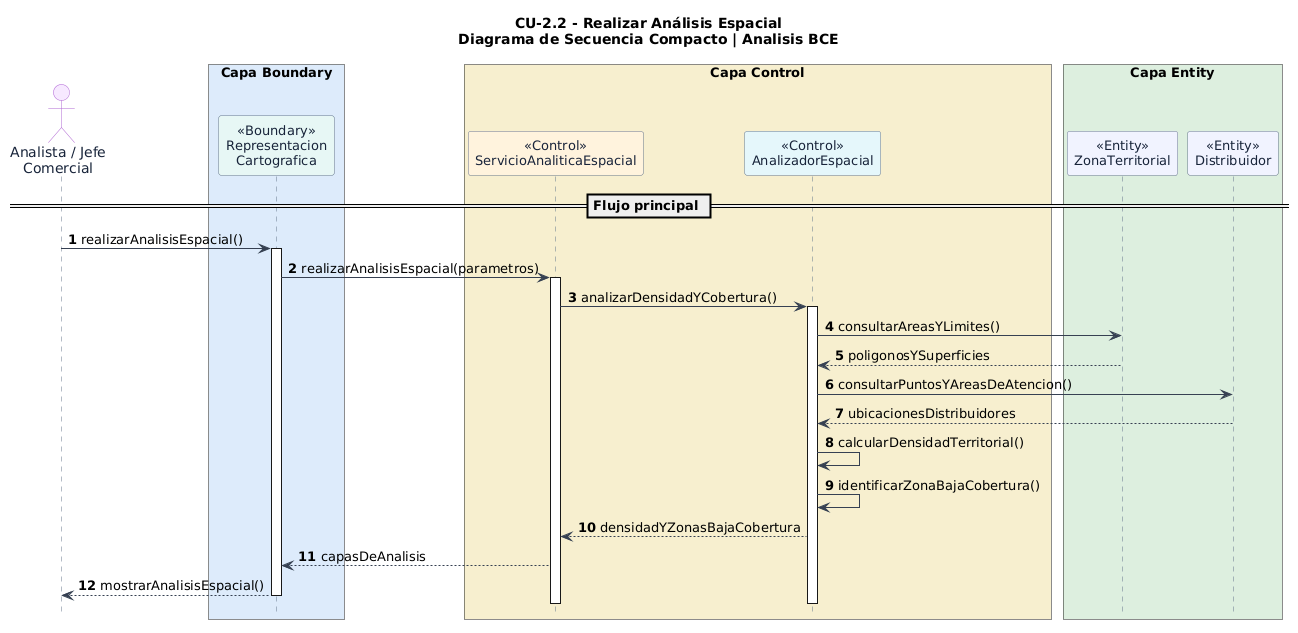 CU-2.2 - Realizar Análisis Espacial
Diagrama de Secuencia Compacto | Analisis BCE
Capa Boundary
Capa Control
Capa Entity
Analista / Jefe
Comercial
«Boundary»
Representacion
Cartografica
«Control»
ServicioAnaliticaEspacial
«Control»
AnalizadorEspacial
«Entity»
ZonaTerritorial
«Entity»
Distribuidor
Flujo principal
1 realizarAnalisisEspacial()
2 realizarAnalisisEspacial(parametros)
3 analizarDensidadYCobertura()
4 consultarAreasYLimites()
5 poligonosYSuperficies
6 consultarPuntosYAreasDeAtencion()
7 ubicacionesDistribuidores
8 calcularDensidadTerritorial()
9 identificarZonaBajaCobertura()
10 densidadYZonasBajaCobertura
11 capasDeAnalisis
12 mostrarAnalisisEspacial()